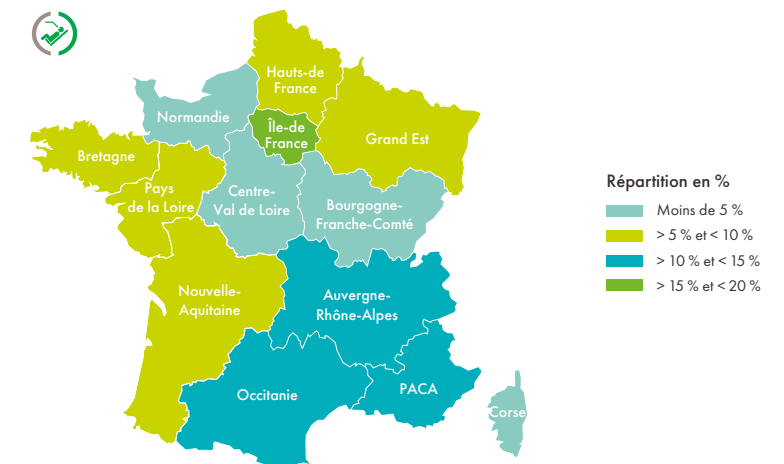 Hauts-de
France
Normandie
Île-de
France
Grand Est
Bretagne
Pays
de la Loire
Centre-
Val de Loire
Bourgogne-
Franche-Comté
Nouvelle-
Aquitaine
Auvergne-
Rhône-Alpes
Occitanie
PACA
Corse
Répartition en %
Moins de 5 %
> 5 % et < 10 %
> 10 % et < 15 %
> 15 % et < 20 %